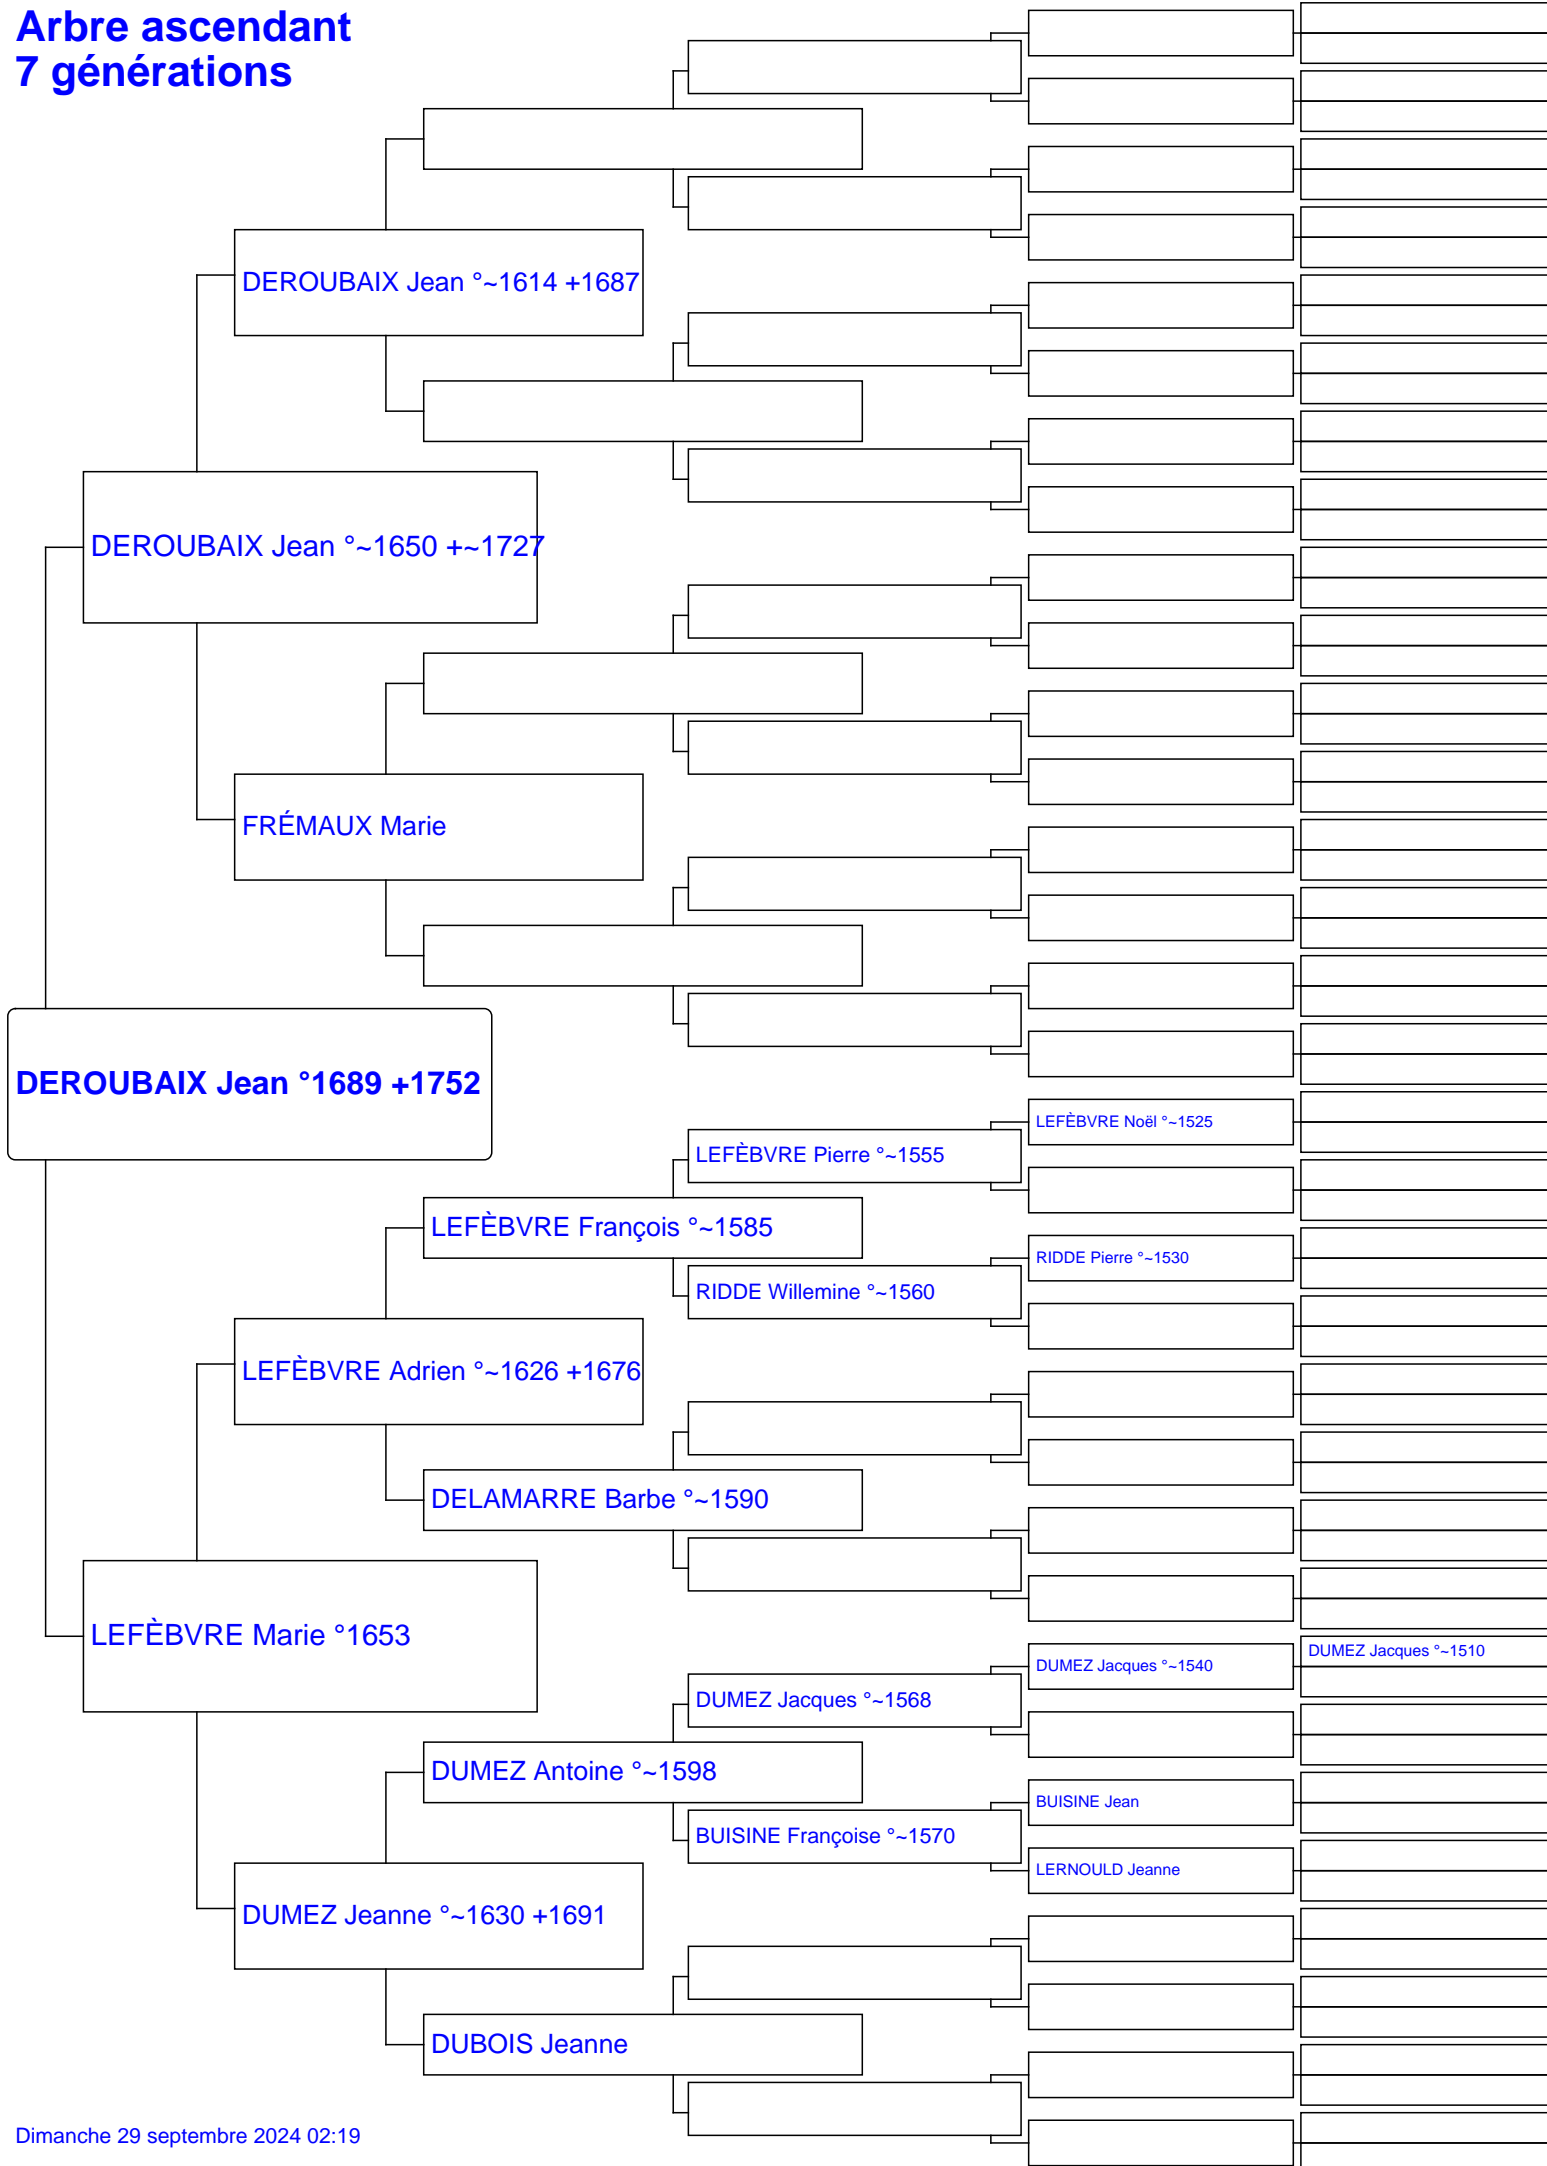 Arbre ascendant
7 générations
DEROUBAIX Jean °~1614 +1687
DEROUBAIX Jean °~1650 +~1727
FRÉMAUX Marie
DEROUBAIX Jean °1689 +1752
LEFÈBVRE Noël °~1525
LEFÈBVRE Pierre °~1555
LEFÈBVRE François °~1585
RIDDE Pierre °~1530
RIDDE Willemine °~1560
LEFÈBVRE Adrien °~1626 +1676
DELAMARRE Barbe °~1590
LEFÈBVRE Marie °1653
DUMEZ Jacques °~1510
DUMEZ Jacques °~1540
DUMEZ Jacques °~1568
DUMEZ Antoine °~1598
BUISINE Jean
BUISINE Françoise °~1570
LERNOULD Jeanne
DUMEZ Jeanne °~1630 +1691
DUBOIS Jeanne
Dimanche 29 septembre 2024 02:19